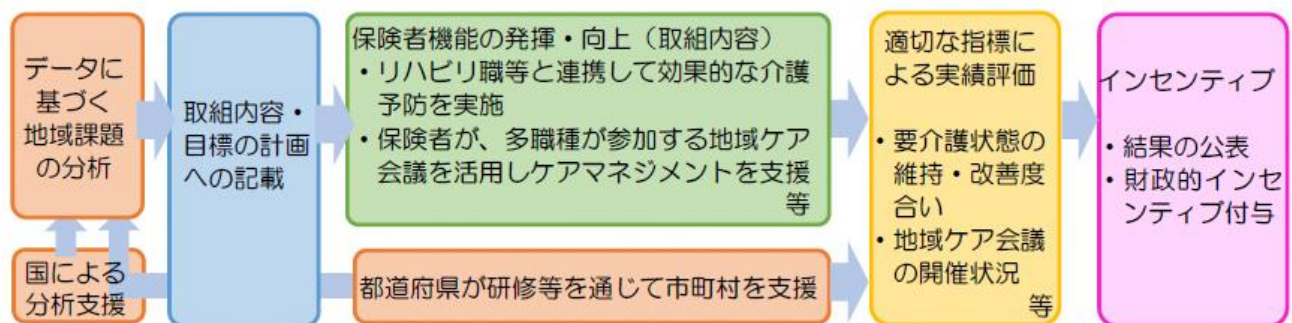 データに
基づく
地域課題
の分析
国による
分析支援
取組内容・
目標の計画
への記載
保険者機能の発揮・向上（取組内容）
・リハビリ職等と連携して効果的な介護
予防を実施
・保険者が、多職種が参加する地域ケア
会議を活用しケアマネジメントを支援
等
都道府県が研修等を通じて市町村を支援
適切な指標に
よる実績評価
・要介護状態の
維持・改善度
合い
・地域ケア会議
の開催状況
等
インセンティブ
・結果の公表
・財政的インセ
ンティブ付与